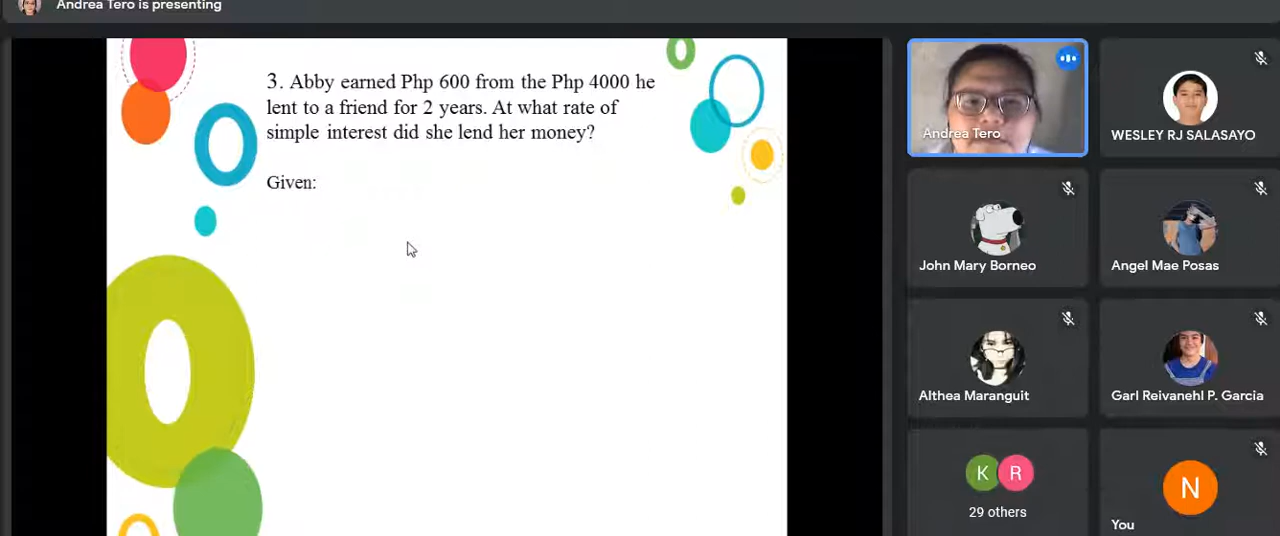 Andrea Tero is presenting
3. Abby earned Php 600 from the Php 4000 he
lent to a friend for 2 years. At what rate of
simple interest did she lend her money?
Given:
Andrea Tero
WESLEY RJ SALASAYO
John Mary Borneo
Angel Mae Posas
Althea Maranguit
Garl Reivanehl P. Garcia
K R
29 others
N
You